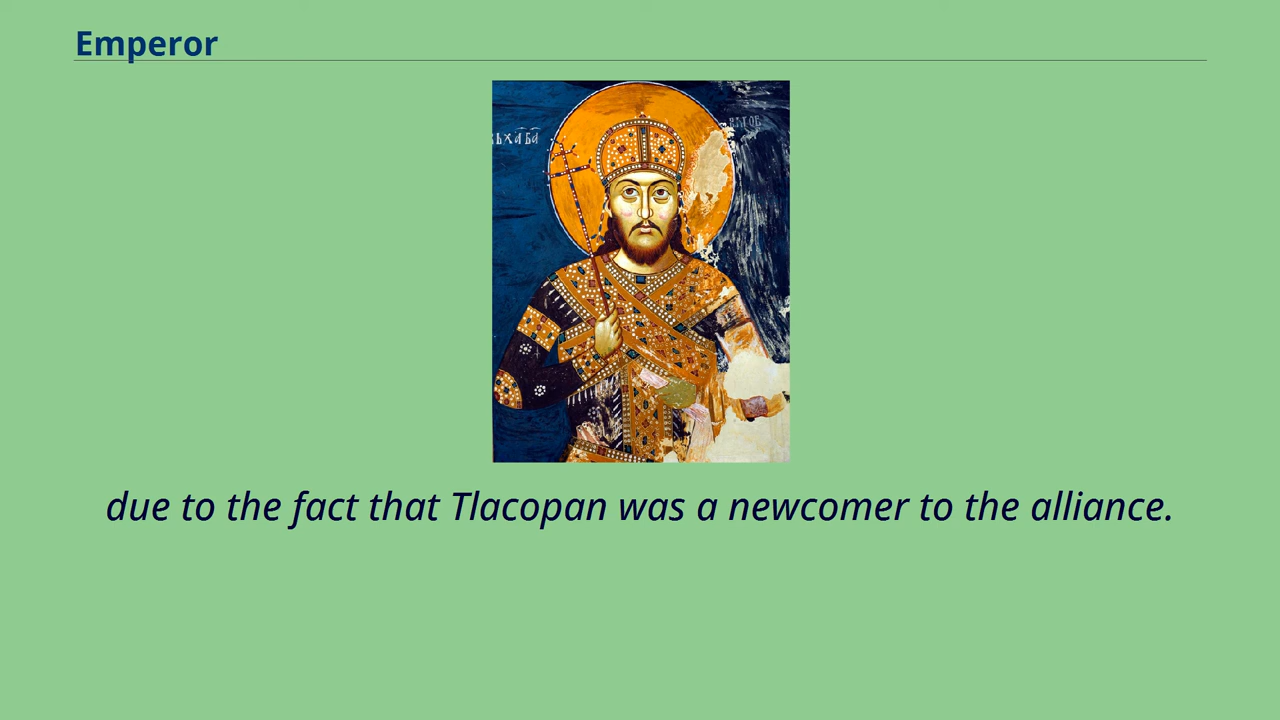 Emperor
due to the fact that Tlacopan was a newcomer to the alliance.